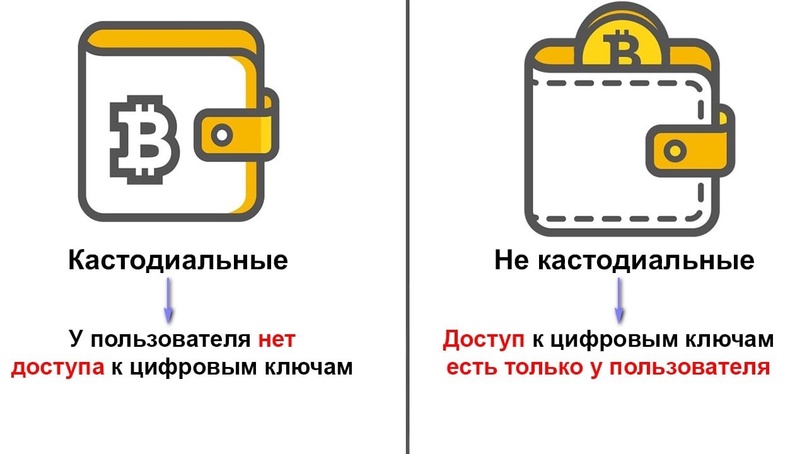 Кастодиальные
У пользователя нет
доступа к цифровым ключам
Не кастодиальные
Доступ к цифровым ключам
есть только у пользователя